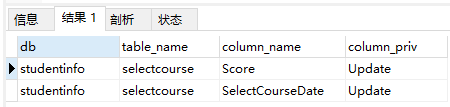 信息 结果 1 剖析 状态
db table_name column_name column_priv
studentinfo selectcourse Score Update
studentinfo selectcourse SelectCourseDate Update